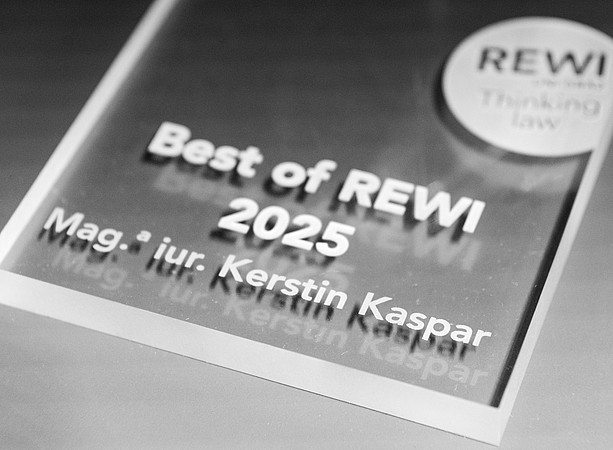 REWI
Thinking
law
Best of REWI
2025
Mag.ª iur. Kerstin Kaspar